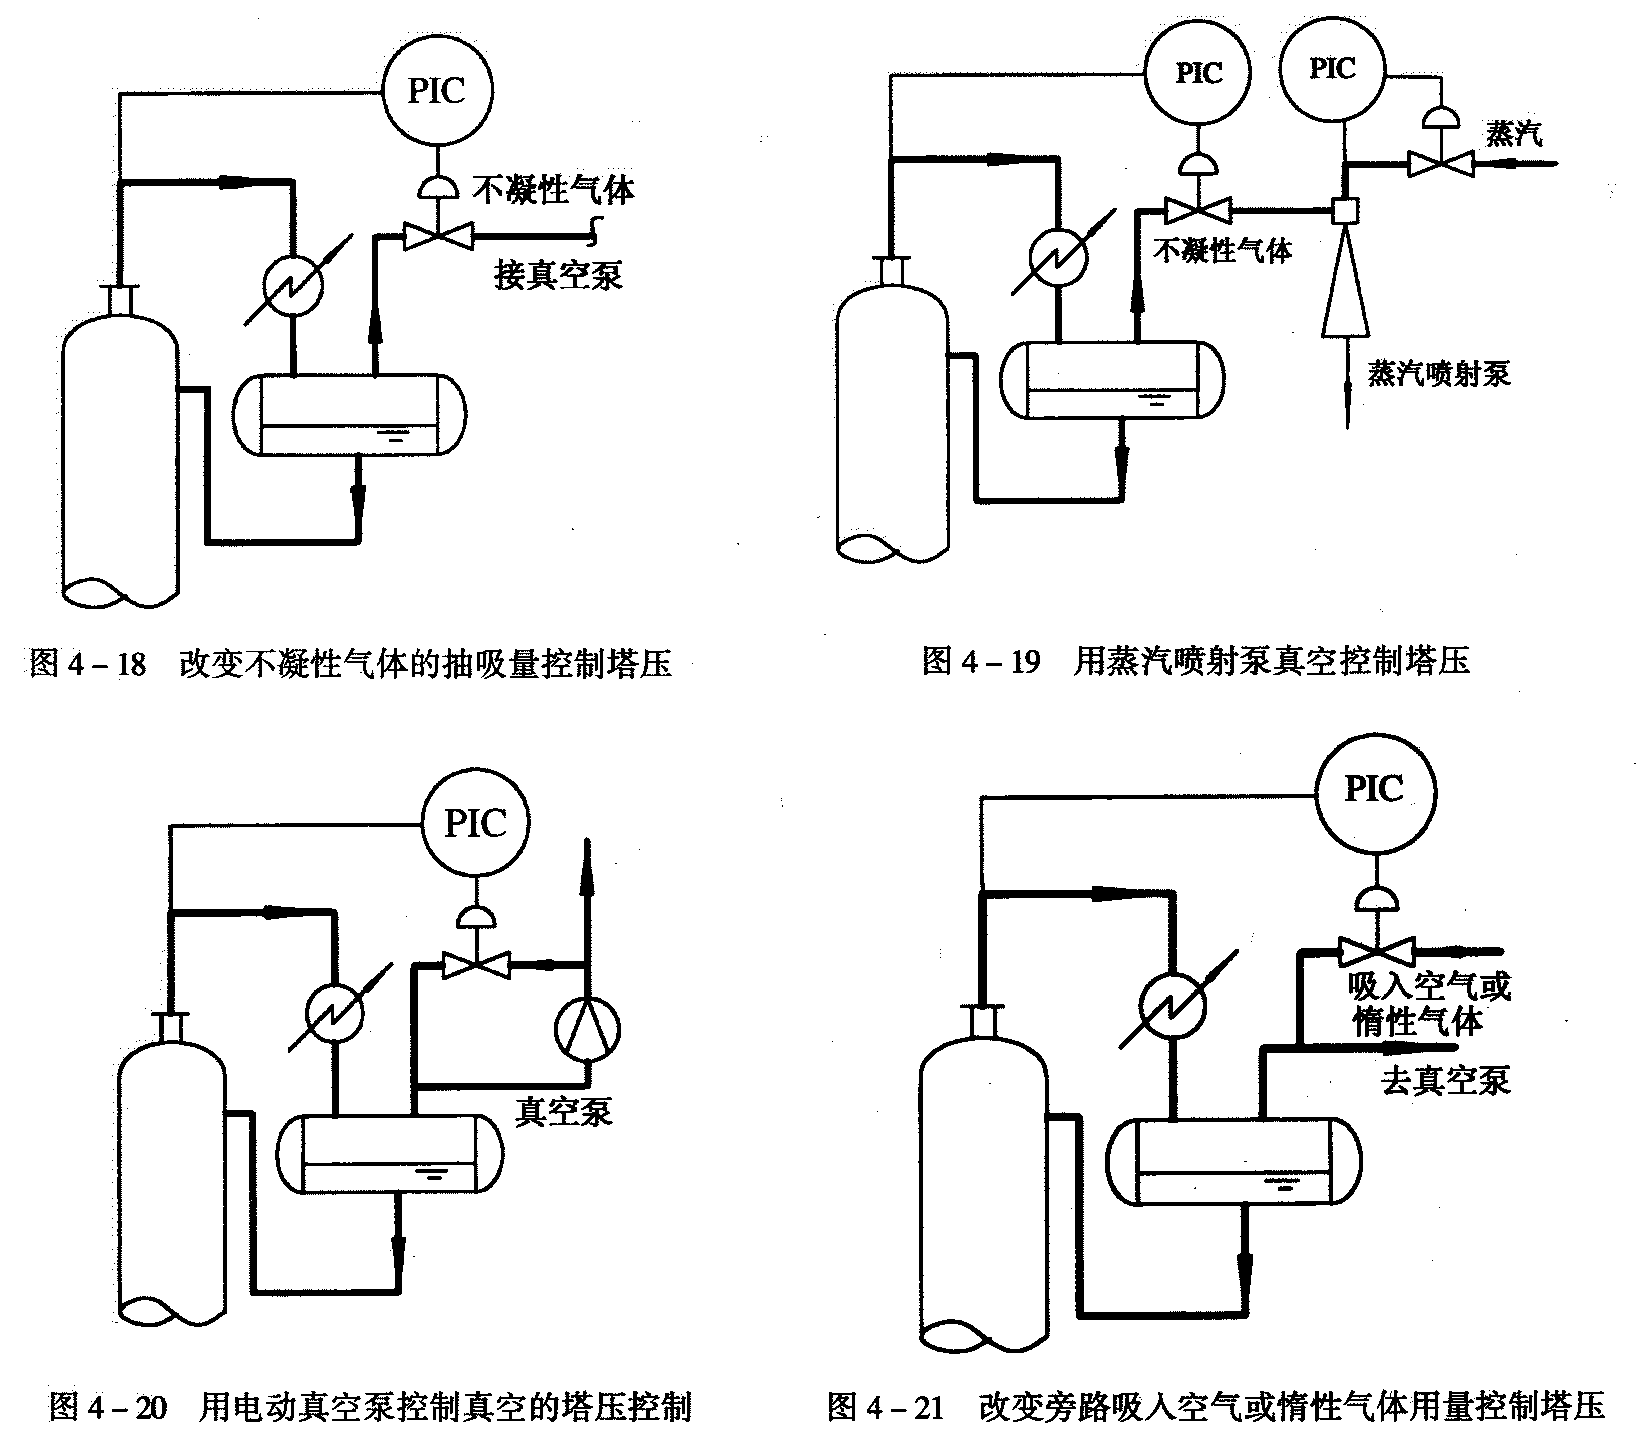 PIC
不凝性气体
接真空泵
图 4-18 改变不凝性气体的抽吸量控制塔压
PIC
PIC
蒸汽
不凝性气体
蒸汽喷射泵
图 4-19 用蒸汽喷射泵真空控制塔压
PIC
真空泵
图 4-20 用电动真空泵控制真空的塔压控制
PIC
吸入空气或
惰性气体
去真空泵
图 4-21 改变旁路吸入空气或惰性气体用量控制塔压